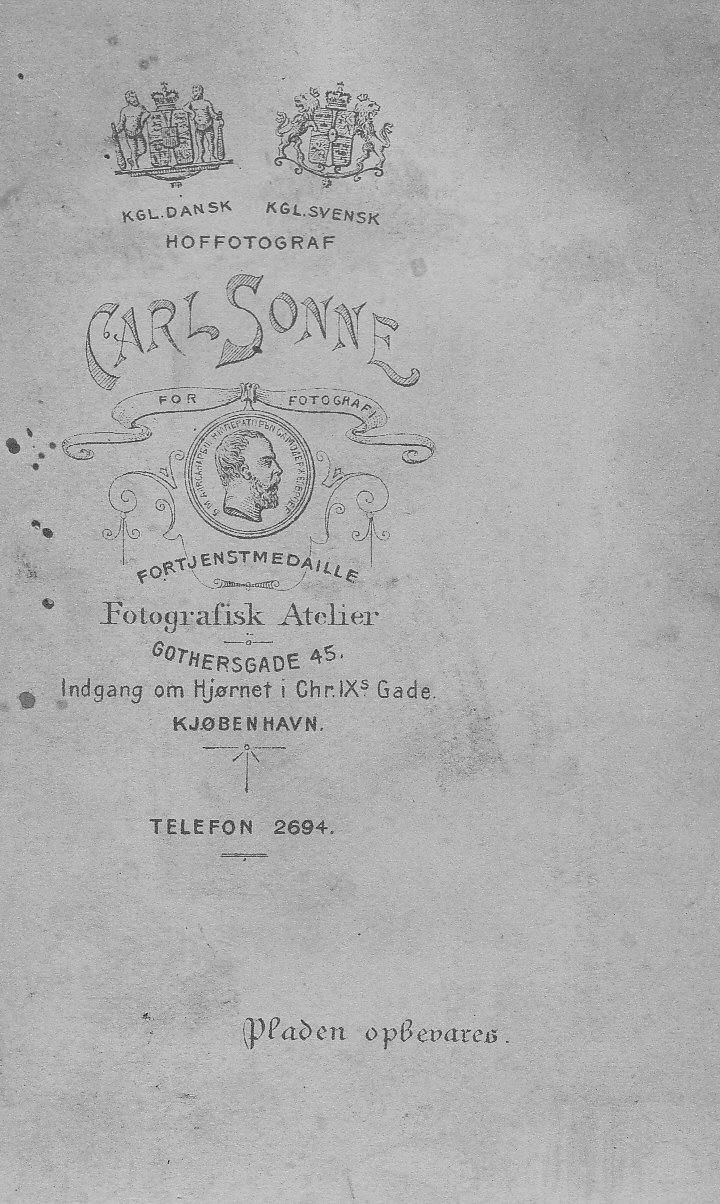 KGL. DANSK KGL. SVENSK
HOFFOTOGRAF
CARL SONNE
FOR FOTOGRAFI
FORTJENSTMEDAILLE
Fotografisk Atelier
GOTHERSGADE 45.
Indgang om Hjørnet i Chr. IXs Gade.
KJØBENHAVN.
TELEFON 2694.
Pladen opbevares.